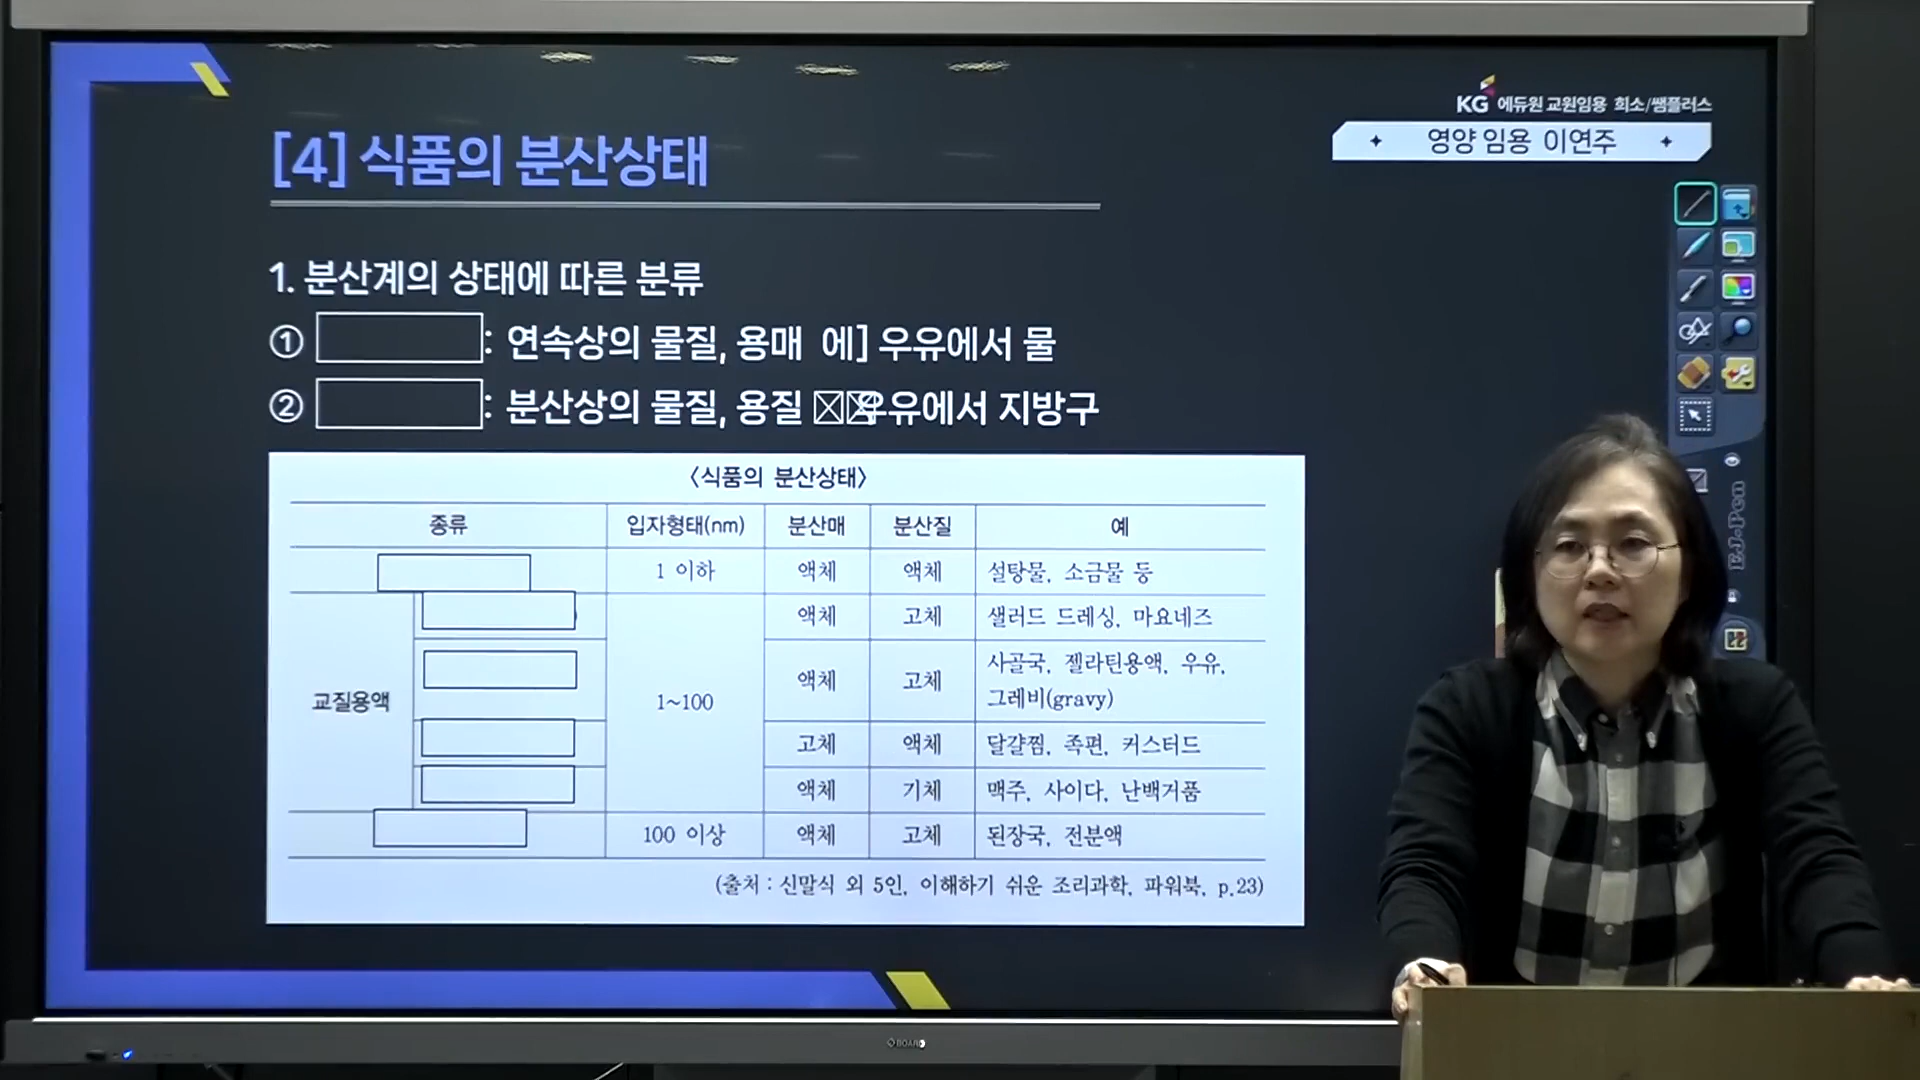 KG 에듀원 교원임용 희소/쌤플러스
영양 임용 이연주
[4] 식품의 분산상태
1. 분산계의 상태에 따른 분류
① : 연속상의 물질, 용매 에] 우유에서 물
② : 분산상의 물질, 용질 우유에서 지방구
<식품의 분산상태>
종류 입자형태(nm) 분산매 분산질 예
1 이하 액체 액체 설탕물, 소금물 등
액체 고체 샐러드 드레싱, 마요네즈
교질용액 1~100 액체 고체 사골국, 젤라틴용액, 우유,
그레비(gravy)
고체 액체 달걀찜, 족편, 커스터드
액체 기체 맥주, 사이다, 난백거품
100 이상 액체 고체 된장국, 전분액
(출처 : 신말식 외 5인, 이해하기 쉬운 조리과학, 파워북, p.23)
EJ-Pen